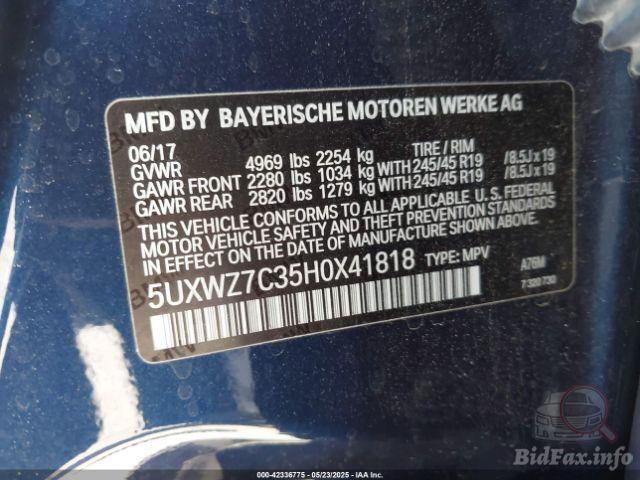 MFD BY BAYERISCHE MOTOREN WERKE AG
06/17 TIRE / RIM
GVWR 4969 lbs 2254 kg
GAWR FRONT 2280 lbs 1034 kg WITH 245/45 R19 / 8.5J x 19
GAWR REAR 2820 lbs 1279 kg WITH 245/45 R19 / 8.5J x 19
THIS VEHICLE CONFORMS TO ALL APPLICABLE U.S. FEDERAL
MOTOR VEHICLE SAFETY AND THEFT PREVENTION STANDARDS
IN EFFECT ON THE DATE OF MANUFACTURE SHOWN ABOVE.
5UXWZ7C35H0X41818 TYPE: MPV A76M
7 320 730
BidFax.info
000-42336775 - 05/23/2025 - IAA Inc.